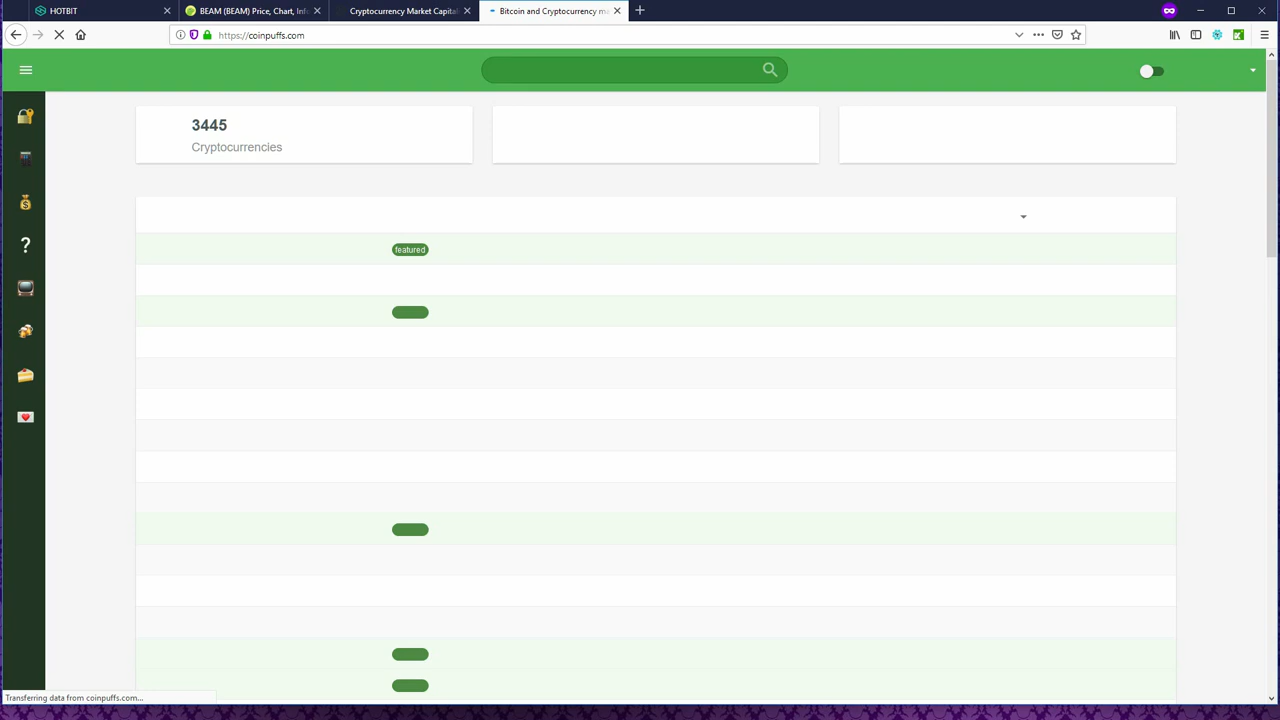 HOTBIT
BEAM (BEAM) Price, Chart, Inf
Cryptocurrency Market Capitali
Bitcoin and Cryptocurrency m
https://coinpuffs.com
3445
Cryptocurrencies
featured
Transferring data from coinpuffs.com...